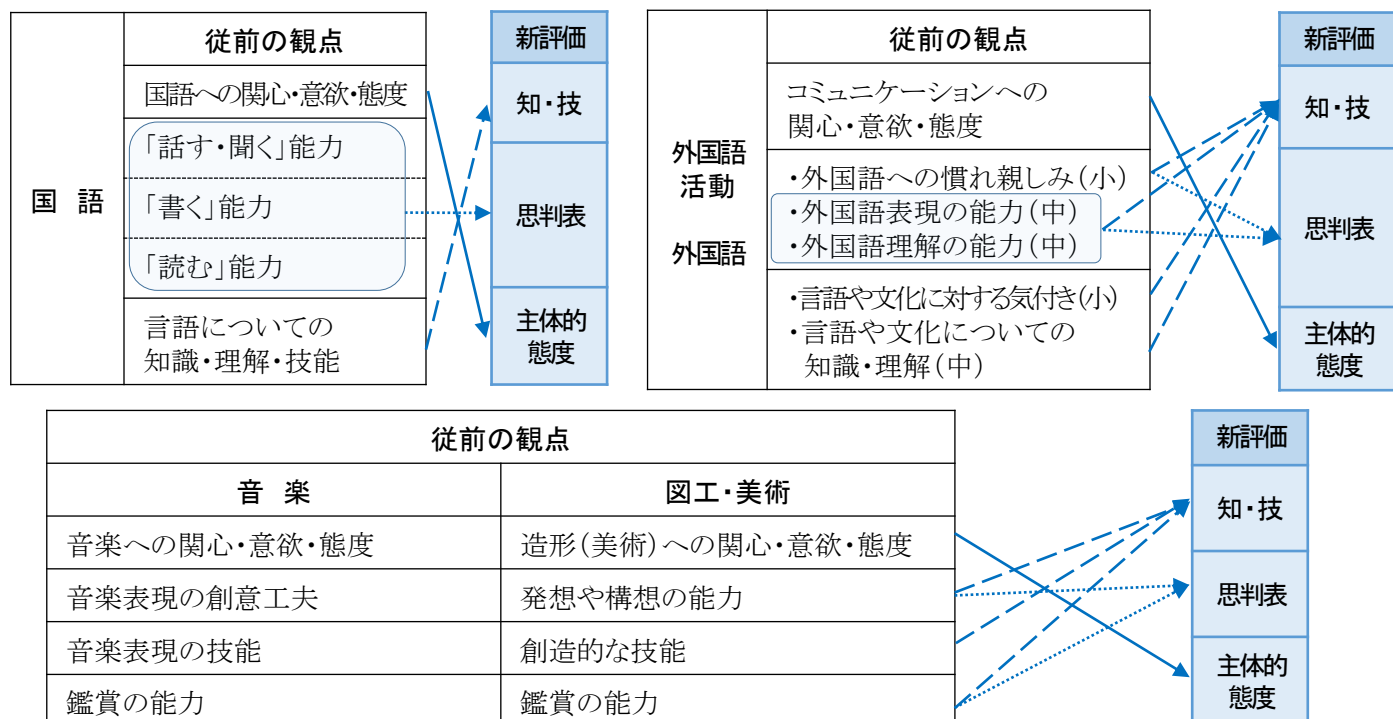 従前の観点
新評価
国語
国語への関心・意欲・態度
「話す・聞く」能力
「書く」能力
「読む」能力
言語についての
知識・理解・技能
知・技
思判表
主体的
態度
従前の観点
新評価
外国語
活動
外国語
コミュニケーションへの
関心・意欲・態度
・外国語への慣れ親しみ(小)
・外国語表現の能力(中)
・外国語理解の能力(中)
・言語や文化に対する気付き(小)
・言語や文化についての
知識・理解(中)
知・技
思判表
主体的
態度
従前の観点
新評価
音 楽
図工・美術
音楽への関心・意欲・態度
造形(美術)への関心・意欲・態度
音楽表現の創意工夫
発想や構想の能力
音楽表現の技能
創造的な技能
鑑賞の能力
鑑賞の能力
知・技
思判表
主体的
態度